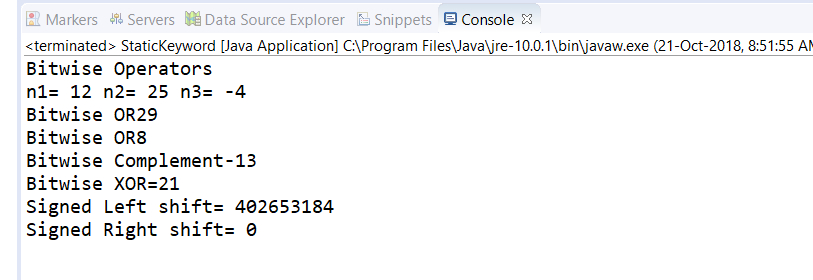 Markers Servers Data Source Explorer Snippets Console
<terminated> StaticKeyword [Java Application] C:\Program Files\Java\jre-10.0.1\bin\javaw.exe (21-Oct-2018, 8:51:55 AM
Bitwise Operators
n1= 12 n2= 25 n3= -4
Bitwise OR29
Bitwise OR8
Bitwise Complement-13
Bitwise XOR=21
Signed Left shift= 402653184
Signed Right shift= 0